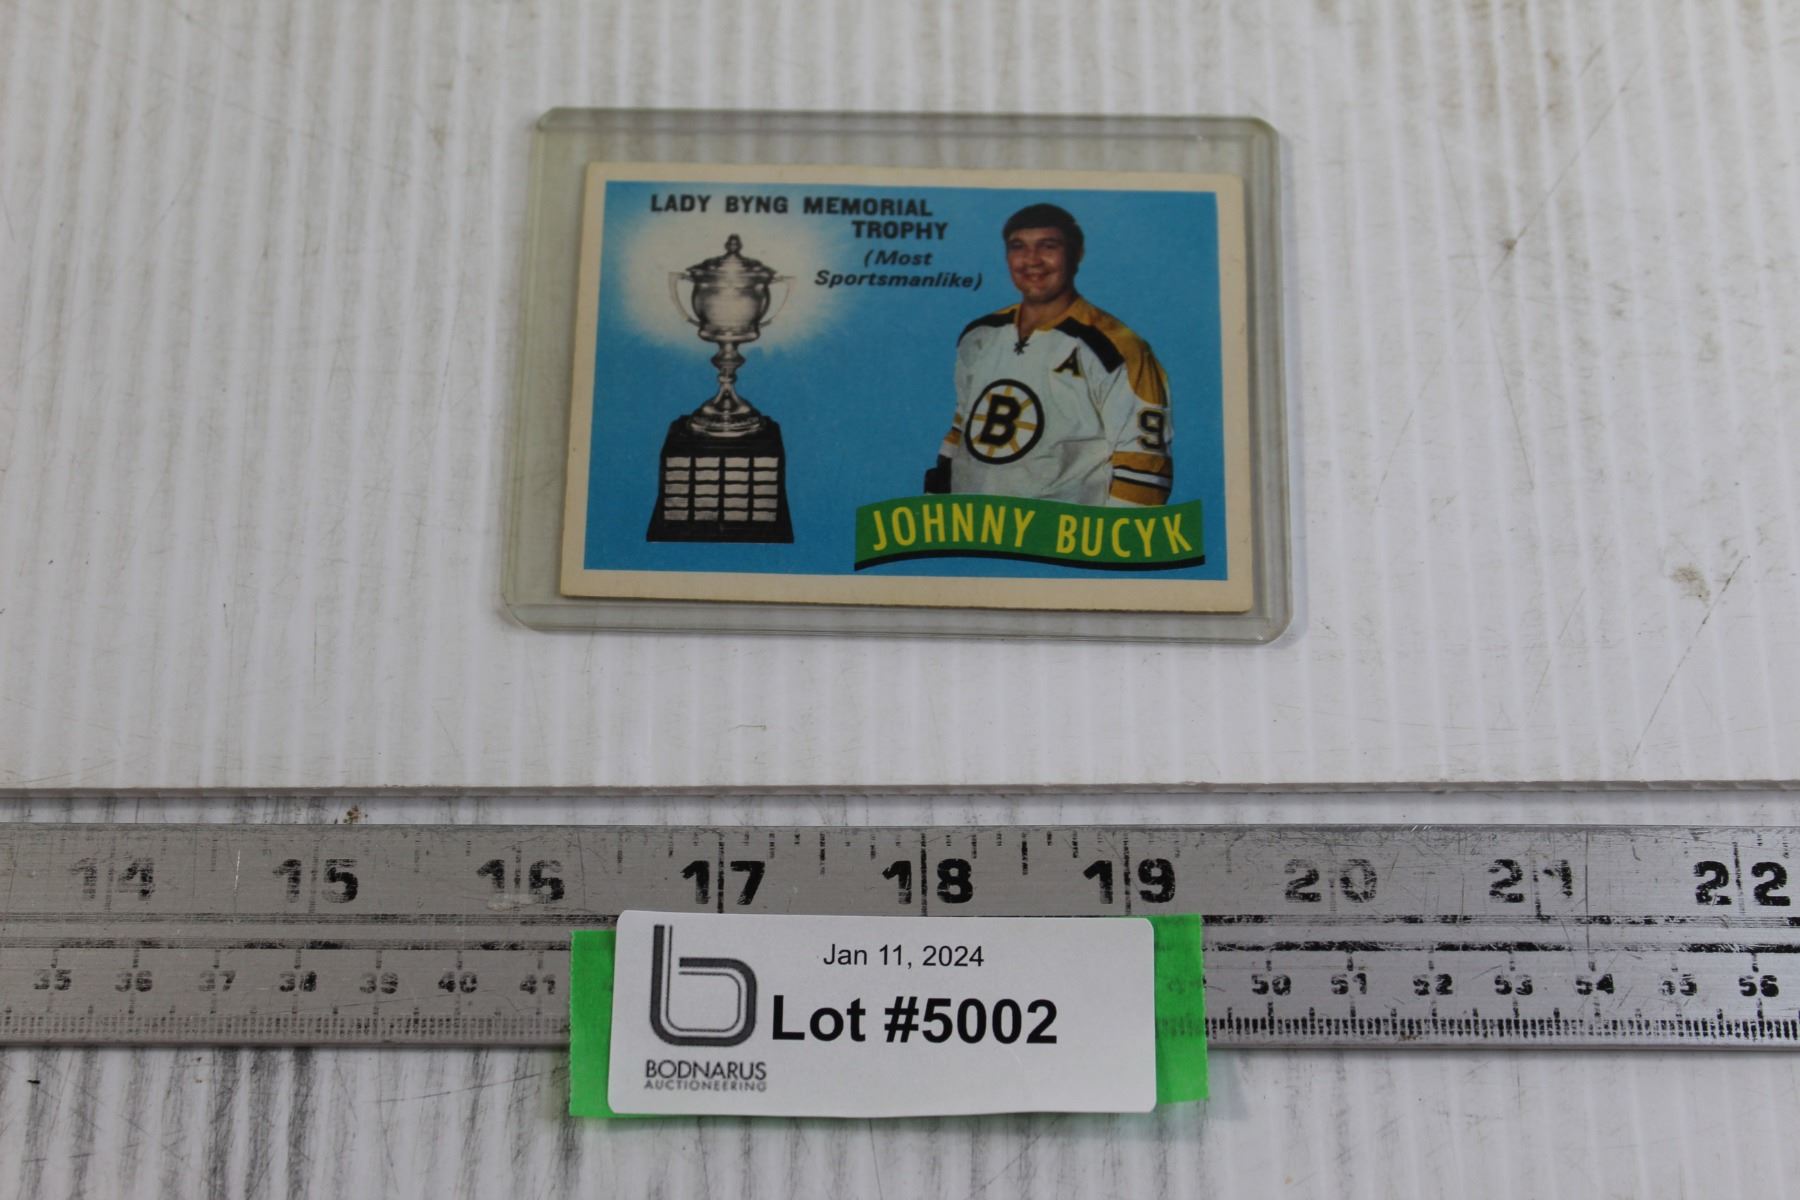 LADY BYNG MEMORIAL
TROPHY
(Most
Sportsmanlike)
A
B
9
JOHNNY BUCYK
14 15 16 17 18 19 20 21 22
35 36 37 38 39 40 41 50 51 52 53 54 55 56
Jan 11, 2024
b Lot #5002
BODNARUS
AUCTIONEERING